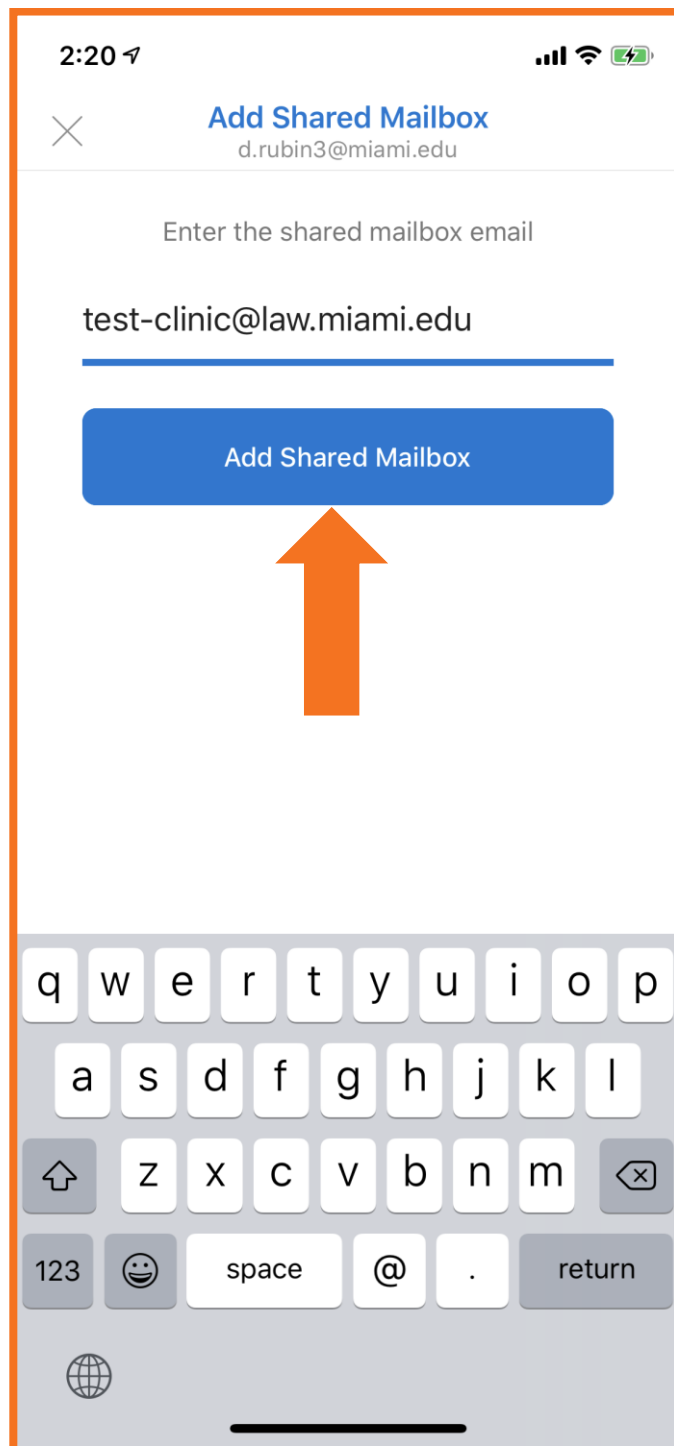 2:20
Add Shared Mailbox
d.rubin3@miami.edu
Enter the shared mailbox email
test-clinic@law.miami.edu
Add Shared Mailbox
q w e r t y u i o p
a s d f g h j k l
z x c v b n m
123 space @ . return